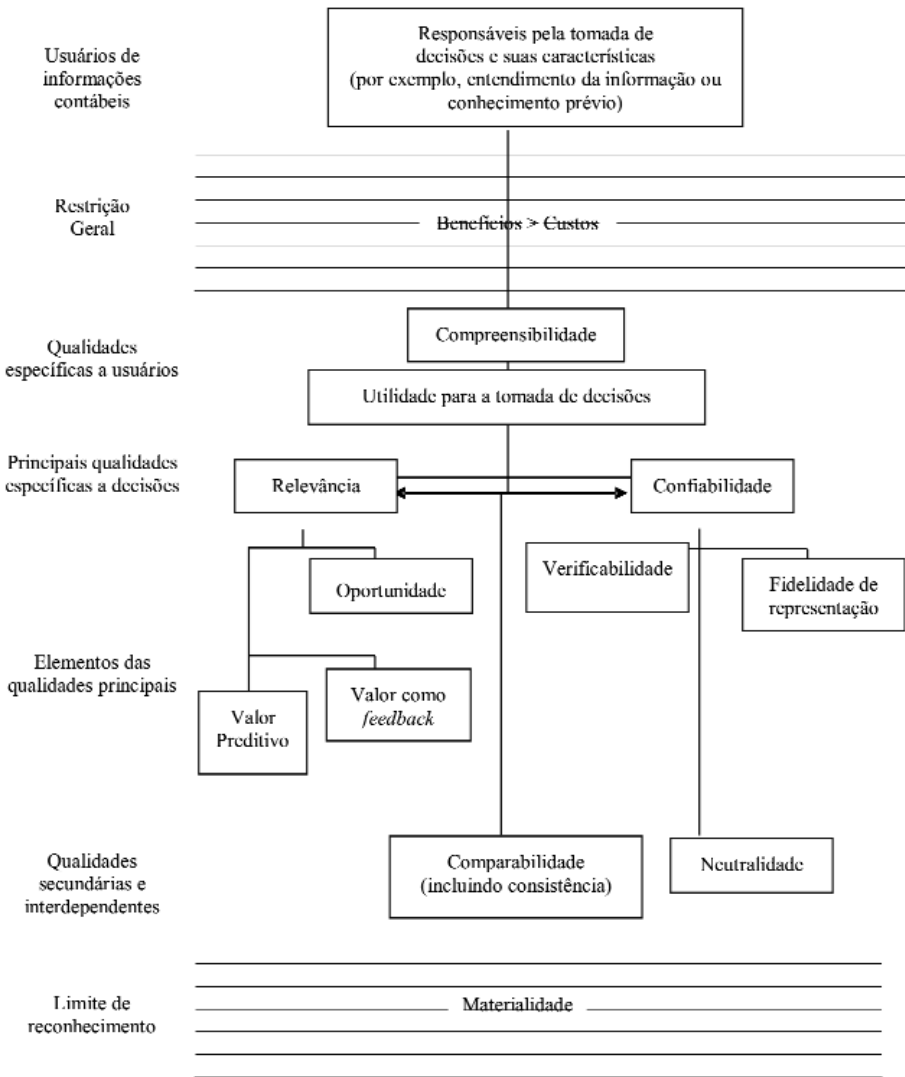 Usuários de
informações
contábeis
Responsáveis pela tomada de
decisões e suas características
(por exemplo, entendimento da informação ou
conhecimento prévio)
Restrição
Geral
Benefícios > Custos
Qualidades
específicas a usuários
Compreensibilidade
Utilidade para a tomada de decisões
Principais qualidades
específicas a decisões
Relevância
Confiabilidade
Oportunidade
Verificabilidade
Fidelidade de
representação
Elementos das
qualidades principais
Valor
Preditivo
Valor como
feedback
Qualidades
secundárias e
interdependentes
Comparabilidade
(incluindo consistência)
Neutralidade
Limite de
reconhecimento
Materialidade